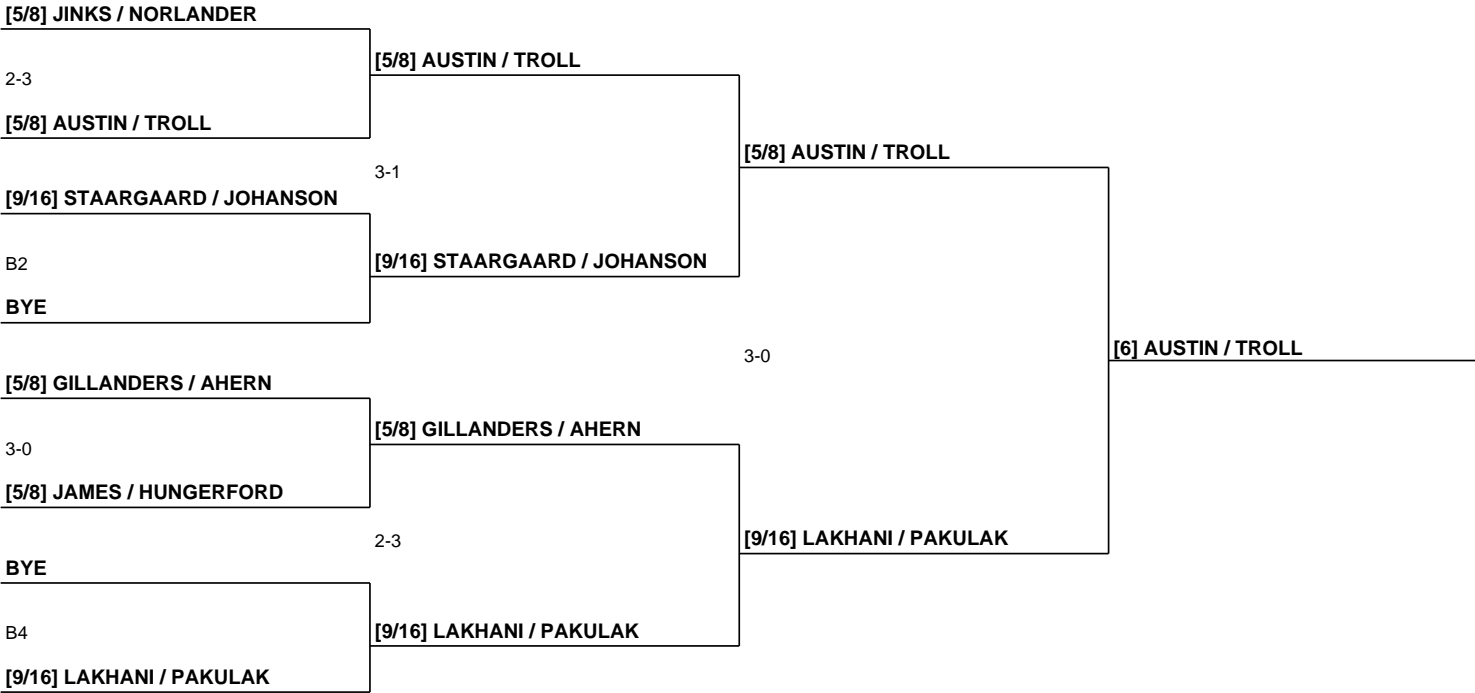 [5/8] JINKS / NORLANDER
2-3
[5/8] AUSTIN / TROLL
[9/16] STAARGAARD / JOHANSON
B2
BYE
[5/8] GILLANDERS / AHERN
3-0
[5/8] JAMES / HUNGERFORD
BYE
B4
[9/16] LAKHANI / PAKULAK
[5/8] AUSTIN / TROLL
3-1
[9/16] STAARGAARD / JOHANSON
[5/8] GILLANDERS / AHERN
2-3
[9/16] LAKHANI / PAKULAK
[5/8] AUSTIN / TROLL
3-0
[9/16] LAKHANI / PAKULAK
[6] AUSTIN / TROLL